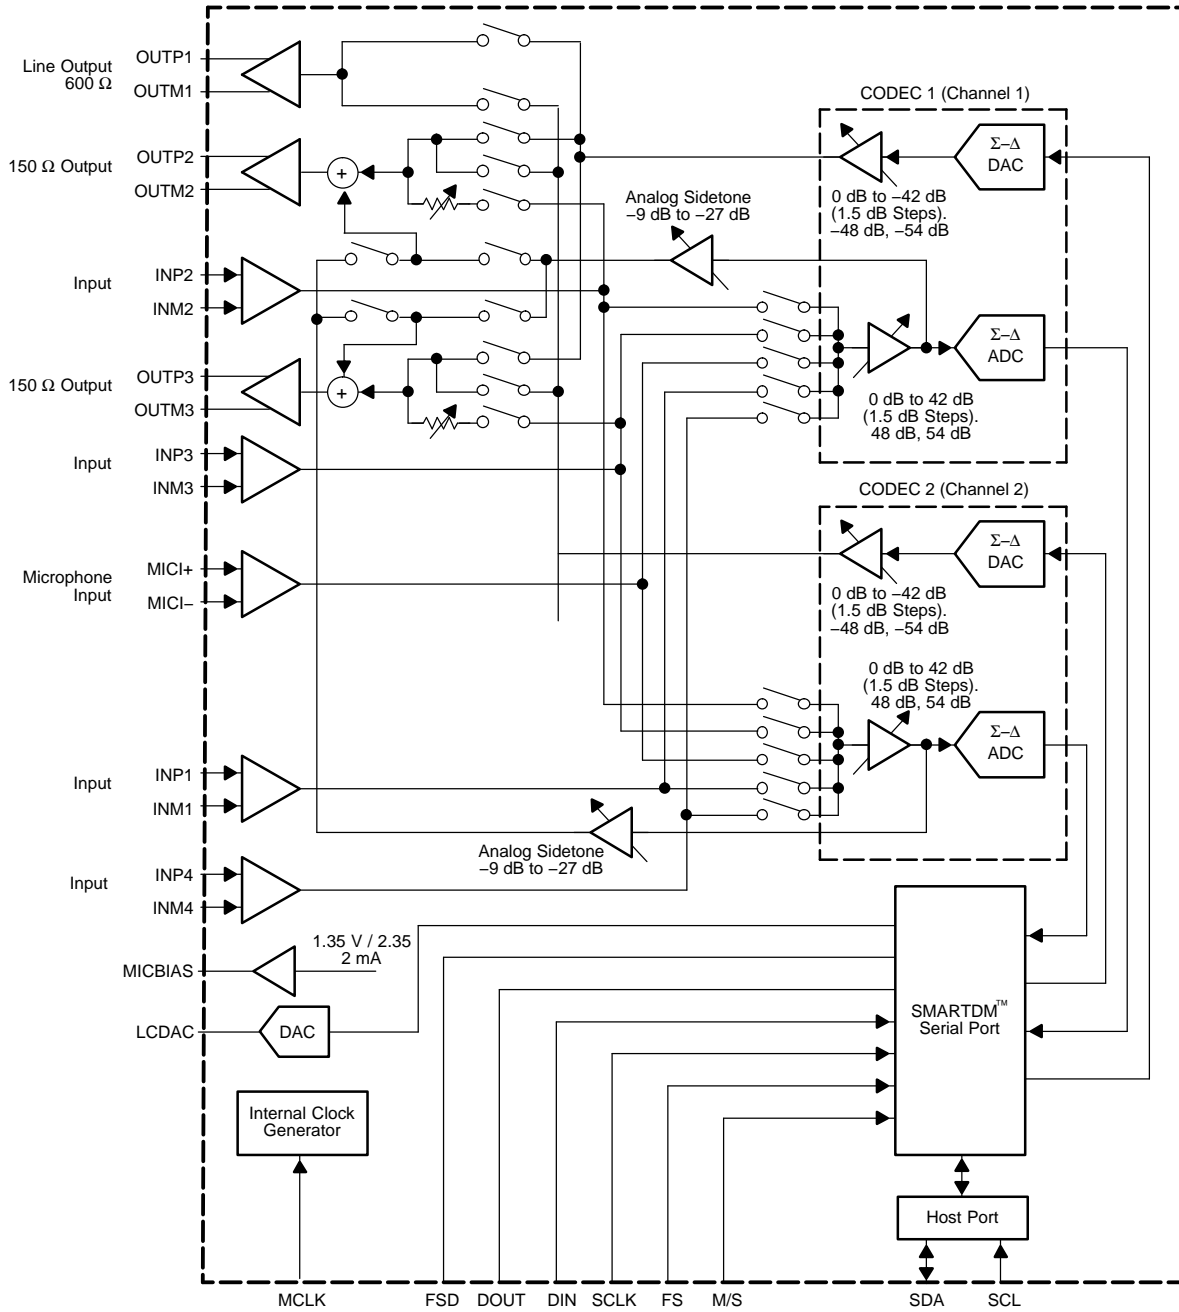 Line Output
600 Ω
OUTP1
OUTM1
150 Ω Output
OUTP2
OUTM2
+
Input
INP2
INM2
150 Ω Output
OUTP3
OUTM3
+
Input
INP3
INM3
Microphone
Input
MICI+
MICI–
Input
INP1
INM1
Input
INP4
INM4
MICBIAS
1.35 V / 2.35
2 mA
LCDAC
DAC
Internal Clock
Generator
Analog Sidetone
–9 dB to –27 dB
CODEC 1 (Channel 1)
Σ–Δ
DAC
0 dB to –42 dB
(1.5 dB Steps).
–48 dB, –54 dB
Σ–Δ
ADC
0 dB to 42 dB
(1.5 dB Steps).
48 dB, 54 dB
CODEC 2 (Channel 2)
Σ–Δ
DAC
0 dB to –42 dB
(1.5 dB Steps).
–48 dB, –54 dB
0 dB to 42 dB
(1.5 dB Steps).
48 dB, 54 dB
Σ–Δ
ADC
Analog Sidetone
–9 dB to –27 dB
SMARTDM™
Serial Port
Host Port
MCLK
FSD
DOUT
DIN
SCLK
FS
M/S
SDA
SCL